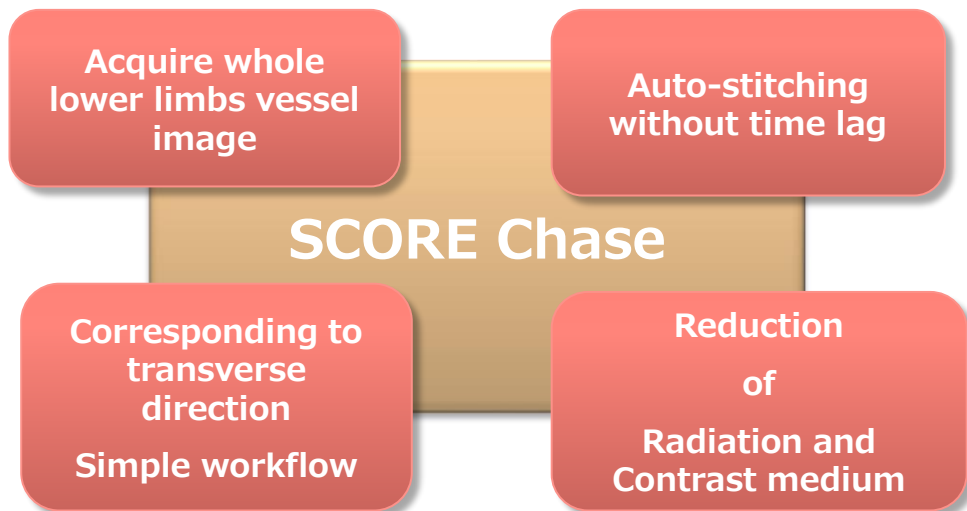 Acquire whole
lower limbs vessel
image
Auto-stitching
without time lag
SCORE Chase
Corresponding to
transverse
direction
Simple workflow
Reduction
of
Radiation and
Contrast medium